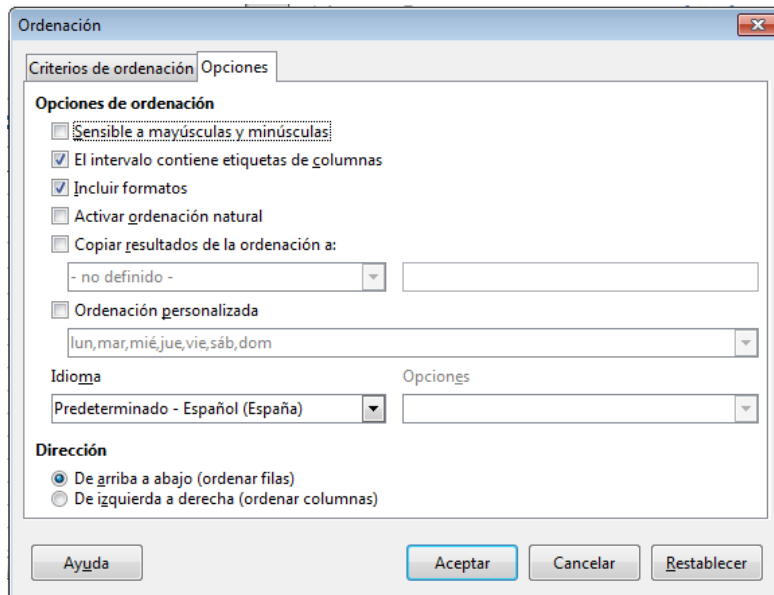 Ordenación
Criterios de ordenación Opciones
Opciones de ordenación
Sensible a mayúsculas y minúsculas
El intervalo contiene etiquetas de columnas
Incluir formatos
Activar ordenación natural
Copiar resultados de la ordenación a:
- no definido -
Ordenación personalizada
lun,mar,mié,jue,vie,sáb,dom
Idioma Opciones
Predeterminado - Español (España)
Dirección
De arriba a abajo (ordenar filas)
De izquierda a derecha (ordenar columnas)
Ayuda Aceptar Cancelar Restablecer